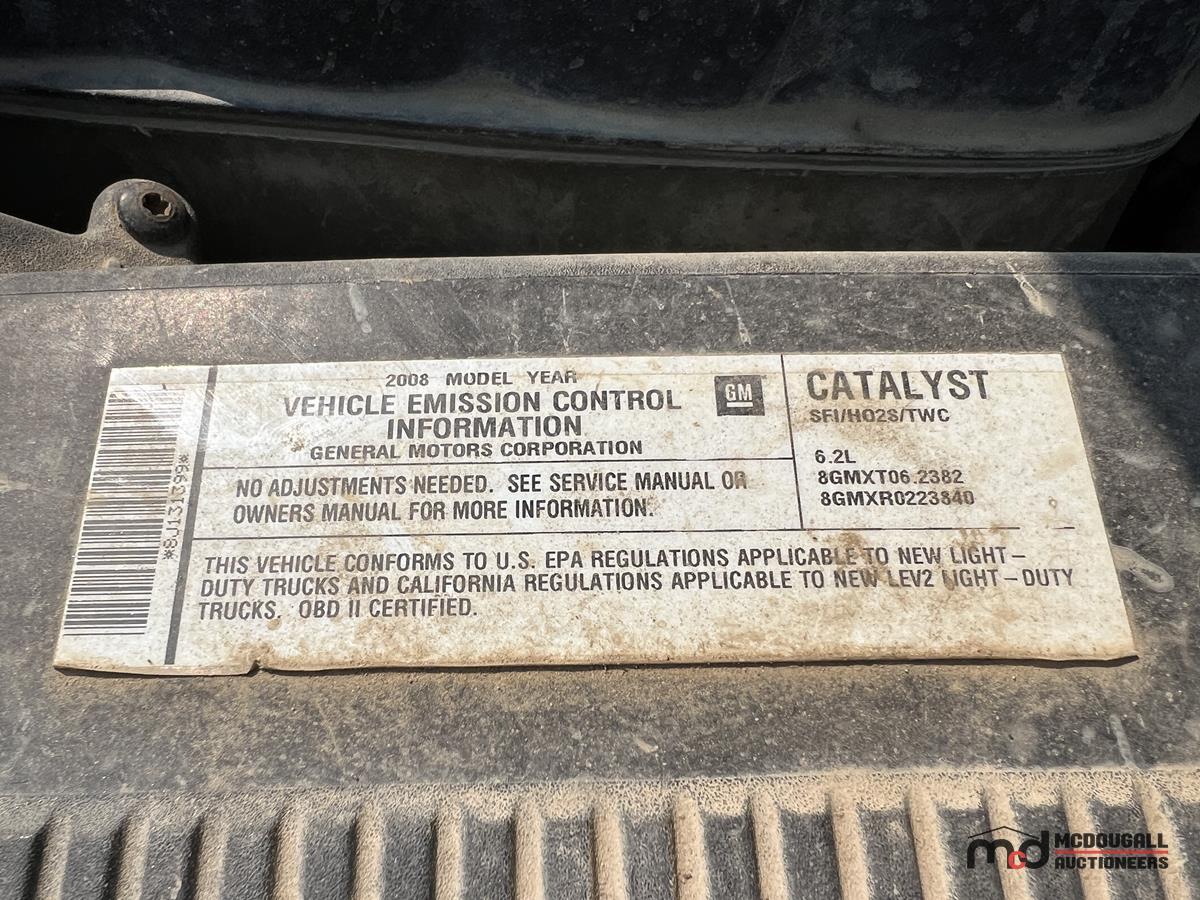 *8U131399*
2008 MODEL YEAR
VEHICLE EMISSION CONTROL
INFORMATION
GENERAL MOTORS CORPORATION
GM
NO ADJUSTMENTS NEEDED. SEE SERVICE MANUAL OR
OWNERS MANUAL FOR MORE INFORMATION.
CATALYST
SFI/HO2S/TWC
6.2L
8GMXT06.2382
8GMXR0223840
THIS VEHICLE CONFORMS TO U.S. EPA REGULATIONS APPLICABLE TO NEW LIGHT-
DUTY TRUCKS AND CALIFORNIA REGULATIONS APPLICABLE TO NEW LEV2 LIGHT-DUTY
TRUCKS. OBD II CERTIFIED.
mcd MCDOUGALL
AUCTIONEERS